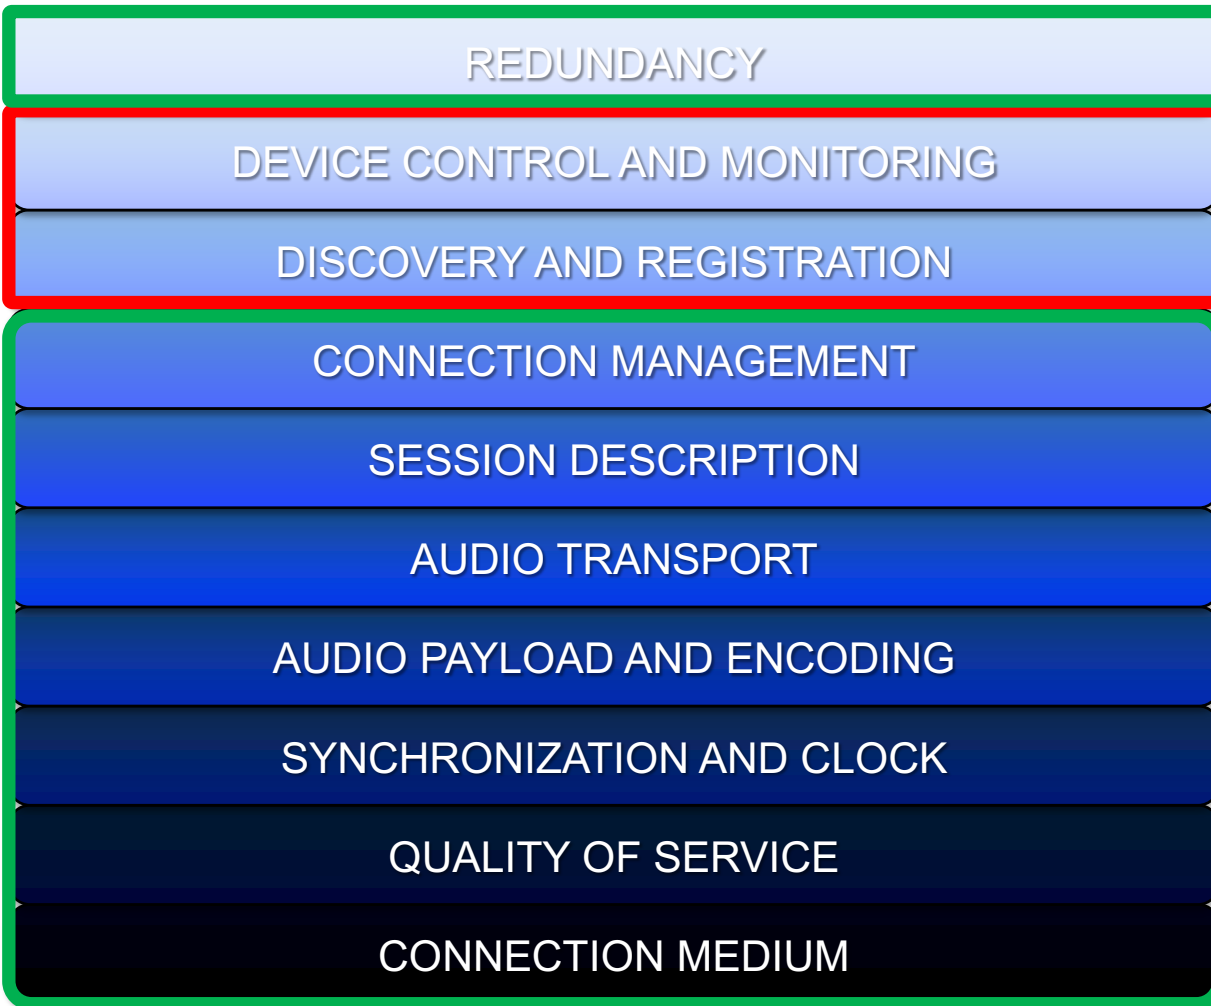 REDUNDANCY
DEVICE CONTROL AND MONITORING
DISCOVERY AND REGISTRATION
CONNECTION MANAGEMENT
SESSION DESCRIPTION
AUDIO TRANSPORT
AUDIO PAYLOAD AND ENCODING
SYNCHRONIZATION AND CLOCK
QUALITY OF SERVICE
CONNECTION MEDIUM